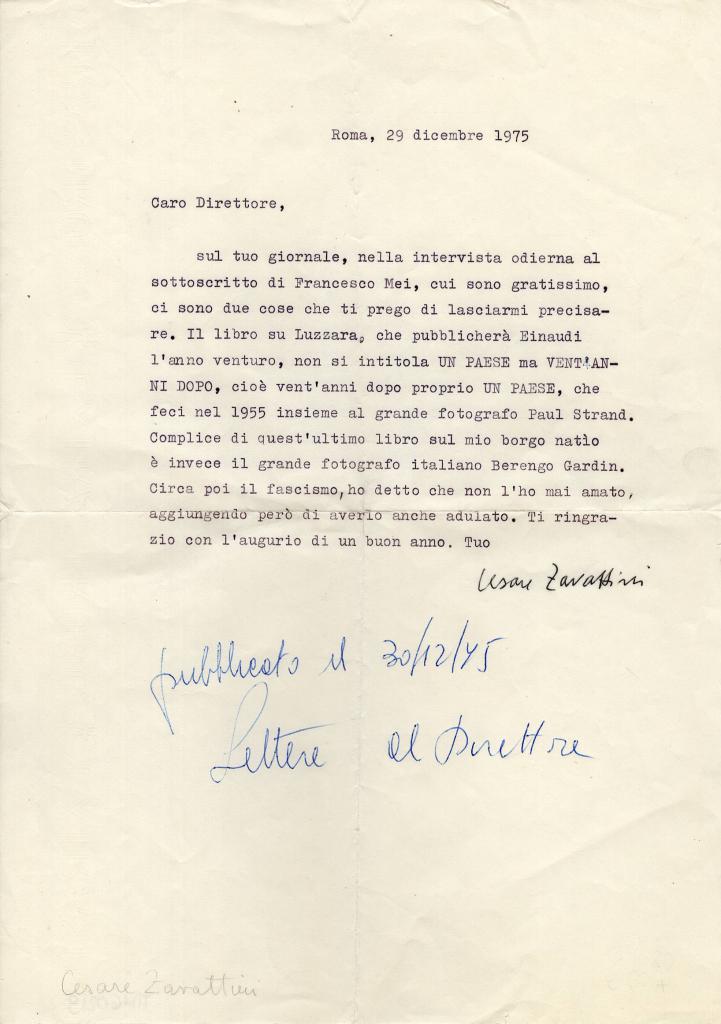 Roma, 29 dicembre 1975
Caro Direttore,
sul tuo giornale, nella intervista odierna al
sottoscritto di Francesco Mei, cui sono gratissimo,
ci sono due cose che ti prego di lasciarmi precisa-
re. Il libro su Luzzara, che pubblicherà Einaudi
l'anno venturo, non si intitola UN PAESE ma VENT'AN-
NI DOPO, cioè vent'anni dopo proprio UN PAESE, che
feci nel 1955 insieme al grande fotografo Paul Strand.
Complice di quest'ultimo libro sul mio borgo natìo
è invece il grande fotografo italiano Berengo Gardin.
Circa poi il fascismo,ho detto che non l'ho mai amato,
aggiungendo però di averlo anche adulato. Ti ringra-
zio con l'augurio di un buon anno. Tuo
Cesare Zavattini
pubblicato il 30/12/75
Lettere al Direttore
Cesare Zavattini